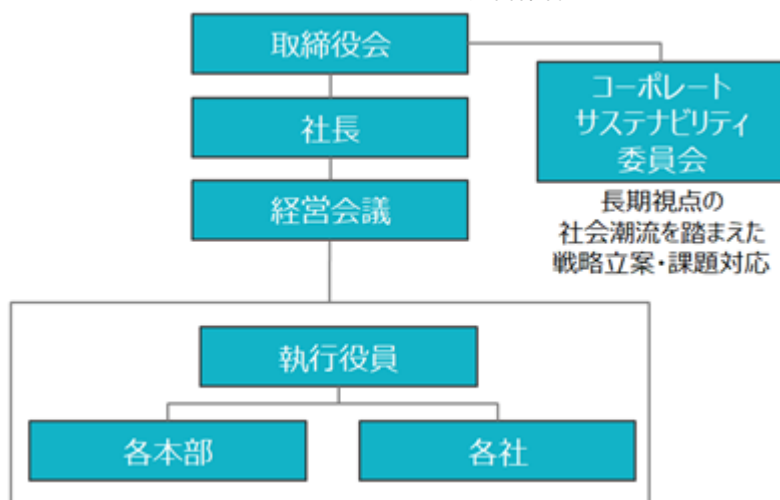 取締役会
コーポレート
サステナビリティ
委員会
社長
経営会議
長期視点の
社会潮流を踏まえた
戦略立案・課題対応
執行役員
各本部
各社